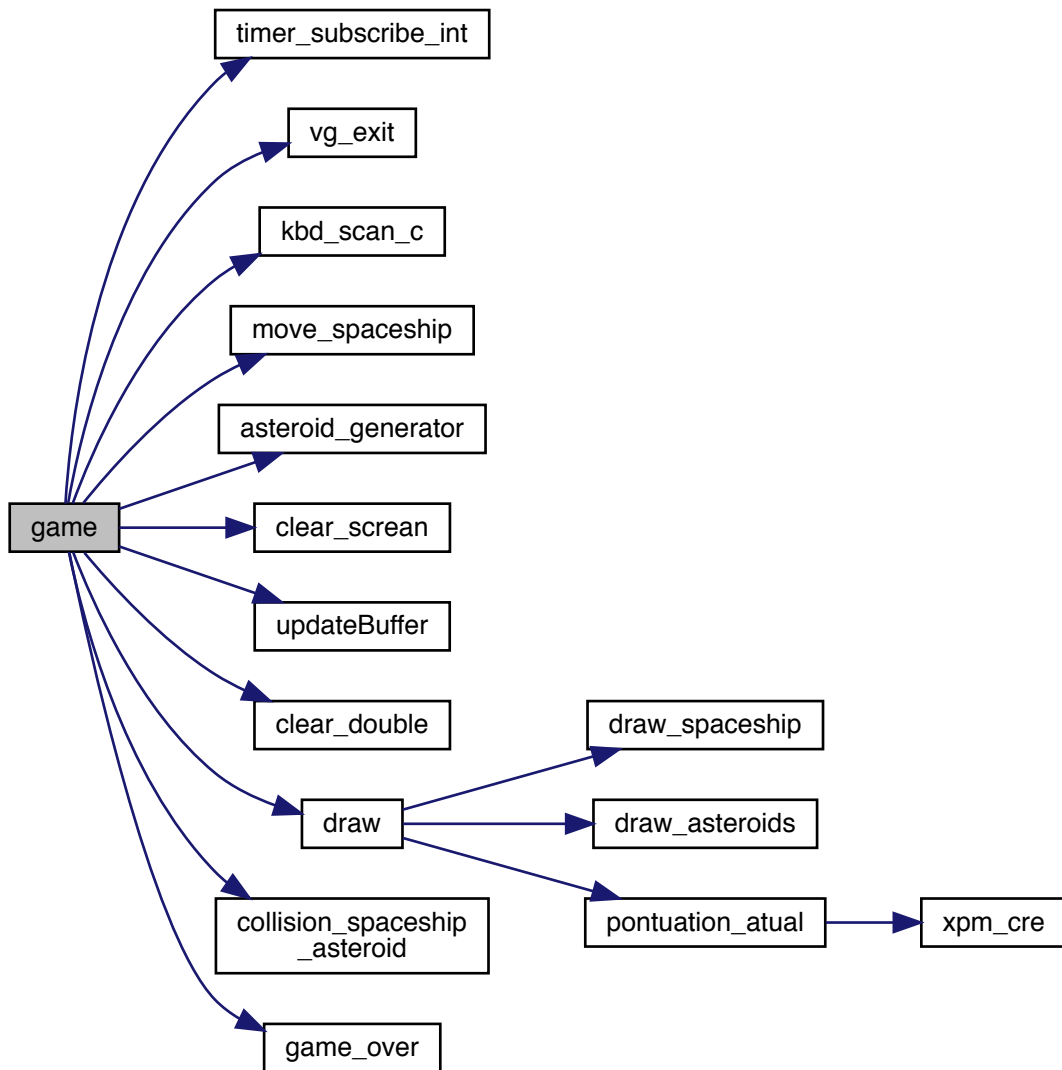 timer_subscribe_int
vg_exit
kbd_scan_c
move_spaceship
asteroid_generator
game
clear_screan
updateBuffer
clear_double
draw_spaceship
draw
draw_asteroids
collision_spaceship
_asteroid
pontuation_atual
xpm_cre
game_over